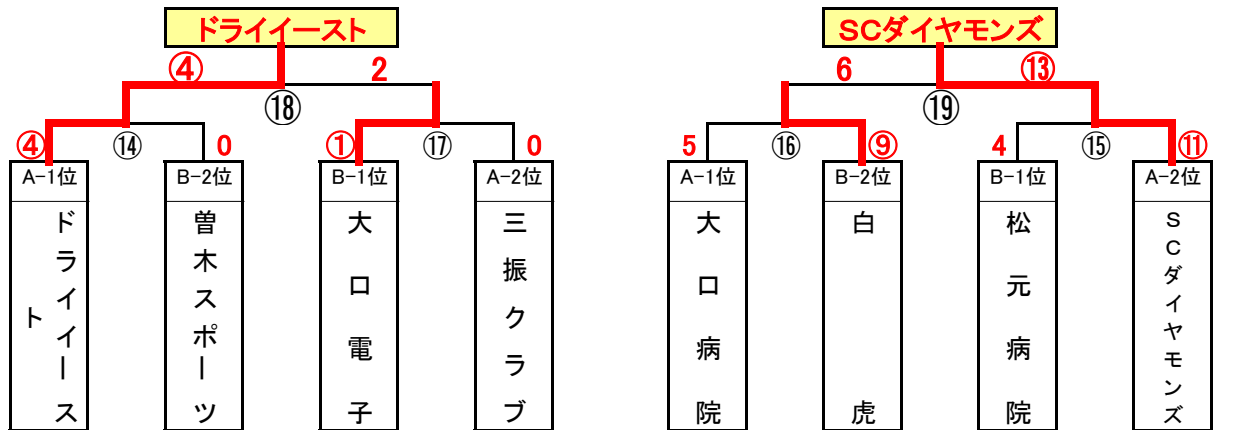 ドライイースト
SCダイヤモンズ
④ 2
6 ⑬
⑱
⑲
④ ⑭ 0 ① ⑰ 0
5 ⑯ ⑨ 4 ⑮ ⑪
A-1位 B-2位 B-1位 A-2位
A-1位 B-2位 B-1位 A-2位
ドライイースト
曽木スポーツ
大口電子
三振クラブ
大口病院
白虎
松元病院
SCダイヤモンズ